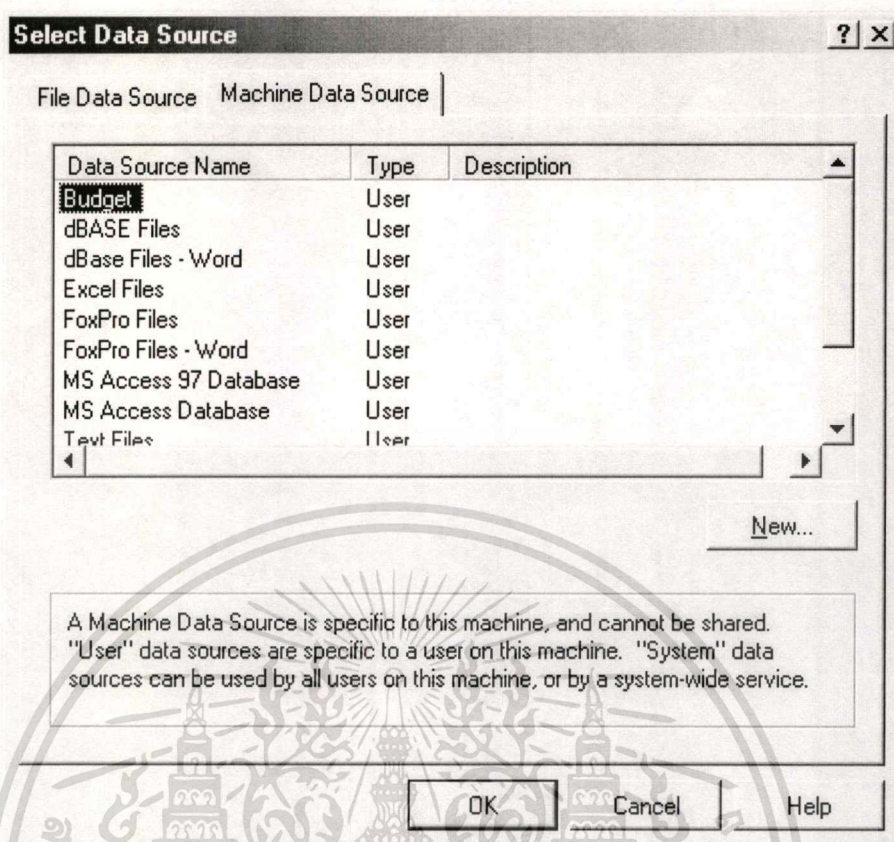 Select Data Source
File Data Source Machine Data Source
Data Source Name Type Description
Budget User
dBASE Files User
dBase Files - Word User
Excel Files User
FoxPro Files User
FoxPro Files - Word User
MS Access 97 Database User
MS Access Database User
Text Files User
New...
A Machine Data Source is specific to this machine, and cannot be shared.
"User" data sources are specific to a user on this machine. "System" data
sources can be used by all users on this machine, or by a system-wide service.
OK Cancel Help